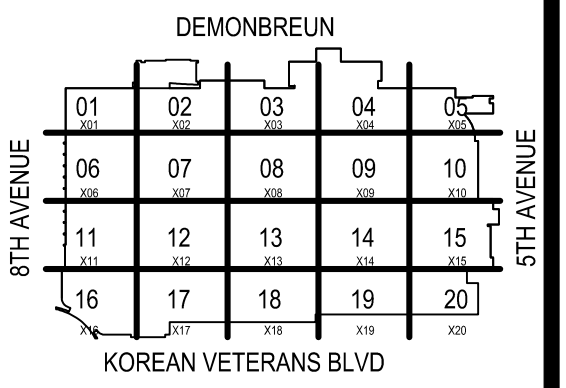 DEMONBREUN
01 02 03 04 05
X01 X02 X03 X04 X05
8TH AVENUE
5TH AVENUE
06 07 08 09 10
X06 X07 X08 X09 X10
11 12 13 14 15
X11 X12 X13 X14 X15
16 17 18 19 20
X16 X17 X18 X19 X20
KOREAN VETERANS BLVD